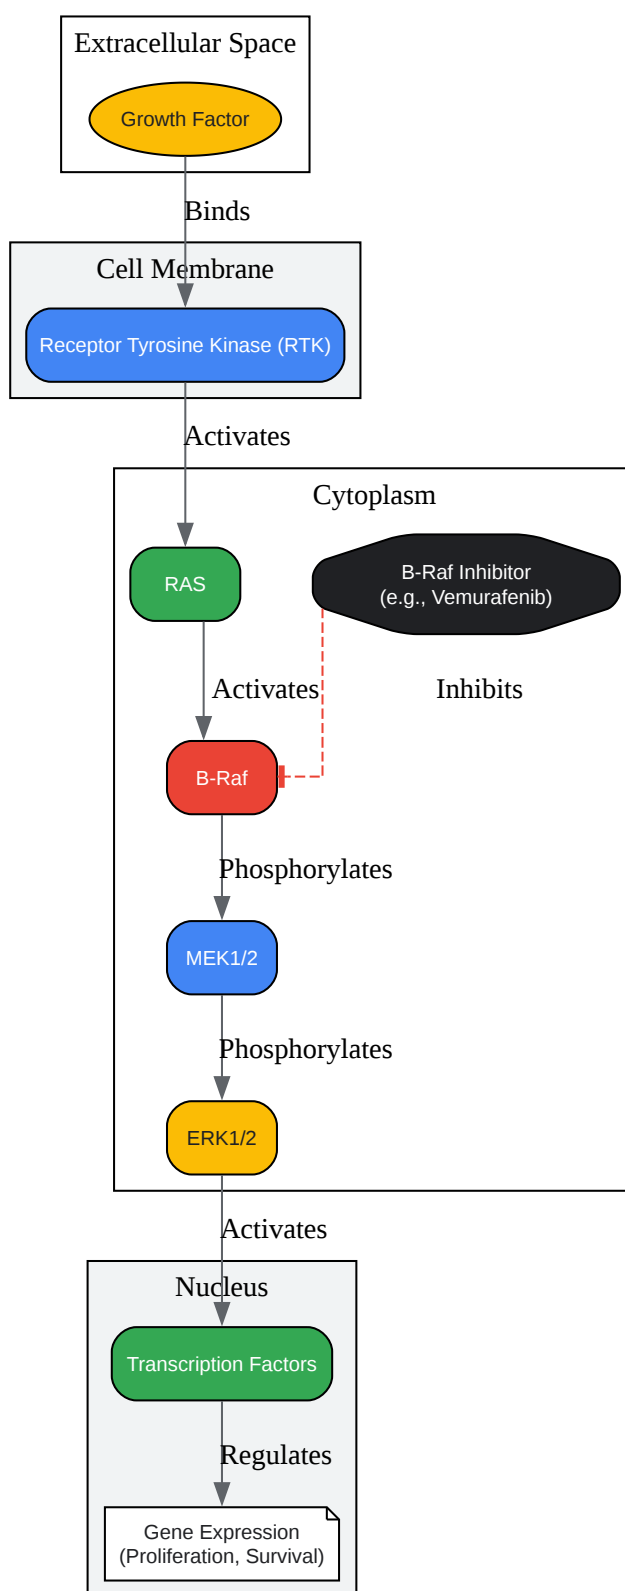 Extracellular Space
Growth Factor
Binds
Cell Membrane
Receptor Tyrosine Kinase (RTK)
Activates
Cytoplasm
RAS
B-Raf Inhibitor
(e.g., Vemurafenib)
Activates
Inhibits
B-Raf
Phosphorylates
MEK1/2
Phosphorylates
ERK1/2
Activates
Nucleus
Transcription Factors
Regulates
Gene Expression
(Proliferation, Survival)